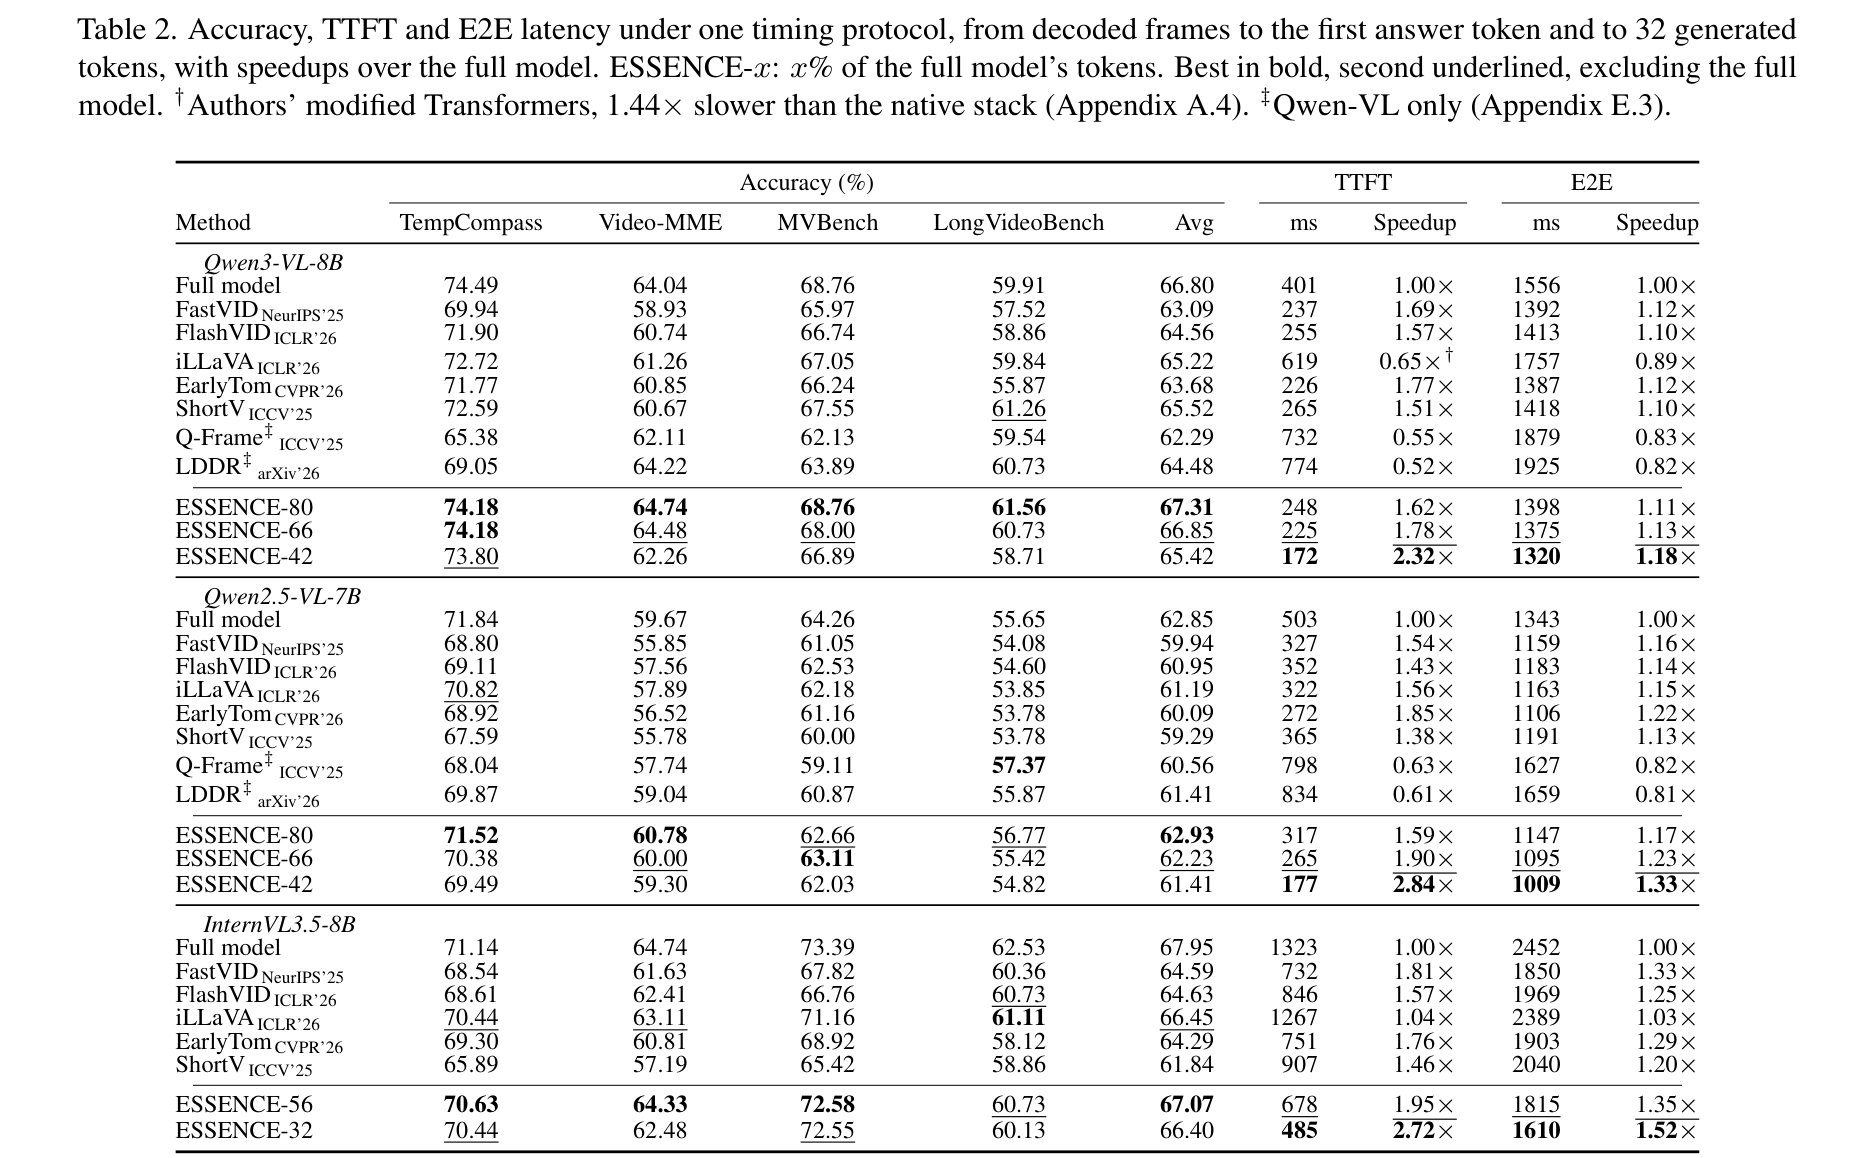 Table 2. Accuracy, TTFT and E2E latency under one timing protocol, from decoded frames to the first answer token and to 32 generated
tokens, with speedups over the full model. ESSENCE-x: x% of the full model's tokens. Best in bold, second underlined, excluding the full
model. †Authors' modified Transformers, 1.44× slower than the native stack (Appendix A.4). ‡Qwen-VL only (Appendix E.3).
Accuracy (%) TTFT E2E
Method TempCompass Video-MME MVBench LongVideoBench Avg ms Speedup ms Speedup
Qwen3-VL-8B
Full model 74.49 64.04 68.76 59.91 66.80 401 1.00× 1556 1.00×
FastVID NeurIPS'25 69.94 58.93 65.97 57.52 63.09 237 1.69× 1392 1.12×
FlashVID ICLR'26 71.90 60.74 66.74 58.86 64.56 255 1.57× 1413 1.10×
iLLaVA ICLR'26 72.72 61.26 67.05 59.84 65.22 619 0.65×† 1757 0.89×
EarlyTom CVPR'26 71.77 60.85 66.24 55.87 63.68 226 1.77× 1387 1.12×
ShortV ICCV'25 72.59 60.67 67.55 61.26 65.52 265 1.51× 1418 1.10×
Q-Frame‡ ICCV'25 65.38 62.11 62.13 59.54 62.29 732 0.55× 1879 0.83×
LDDR‡ arXiv'26 69.05 64.22 63.89 60.73 64.48 774 0.52× 1925 0.82×
ESSENCE-80 74.18 64.74 68.76 61.56 67.31 248 1.62× 1398 1.11×
ESSENCE-66 74.18 64.48 68.00 60.73 66.85 225 1.78× 1375 1.13×
ESSENCE-42 73.80 62.26 66.89 58.71 65.42 172 2.32× 1320 1.18×
Qwen2.5-VL-7B
Full model 71.84 59.67 64.26 55.65 62.85 503 1.00× 1343 1.00×
FastVID NeurIPS'25 68.80 55.85 61.05 54.08 59.94 327 1.54× 1159 1.16×
FlashVID ICLR'26 69.11 57.56 62.53 54.60 60.95 352 1.43× 1183 1.14×
iLLaVA ICLR'26 70.82 57.89 62.18 53.85 61.19 322 1.56× 1163 1.15×
EarlyTom CVPR'26 68.92 56.52 61.16 53.78 60.09 272 1.85× 1106 1.22×
ShortV ICCV'25 67.59 55.78 60.00 53.78 59.29 365 1.38× 1191 1.13×
Q-Frame‡ ICCV'25 68.04 57.74 59.11 57.37 60.56 798 0.63× 1627 0.82×
LDDR‡ arXiv'26 69.87 59.04 60.87 55.87 61.41 834 0.61× 1659 0.81×
ESSENCE-80 71.52 60.78 62.66 56.77 62.93 317 1.59× 1147 1.17×
ESSENCE-66 70.38 60.00 63.11 55.42 62.23 265 1.90× 1095 1.23×
ESSENCE-42 69.49 59.30 62.03 54.82 61.41 177 2.84× 1009 1.33×
InternVL3.5-8B
Full model 71.14 64.74 73.39 62.53 67.95 1323 1.00× 2452 1.00×
FastVID NeurIPS'25 68.54 61.63 67.82 60.36 64.59 732 1.81× 1850 1.33×
FlashVID ICLR'26 68.61 62.41 66.76 60.73 64.63 846 1.57× 1969 1.25×
iLLaVA ICLR'26 70.44 63.11 71.16 61.11 66.45 1267 1.04× 2389 1.03×
EarlyTom CVPR'26 69.30 60.81 68.92 58.12 64.29 751 1.76× 1903 1.29×
ShortV ICCV'25 65.89 57.19 65.42 58.86 61.84 907 1.46× 2040 1.20×
ESSENCE-56 70.63 64.33 72.58 60.73 67.07 678 1.95× 1815 1.35×
ESSENCE-32 70.44 62.48 72.55 60.13 66.40 485 2.72× 1610 1.52×